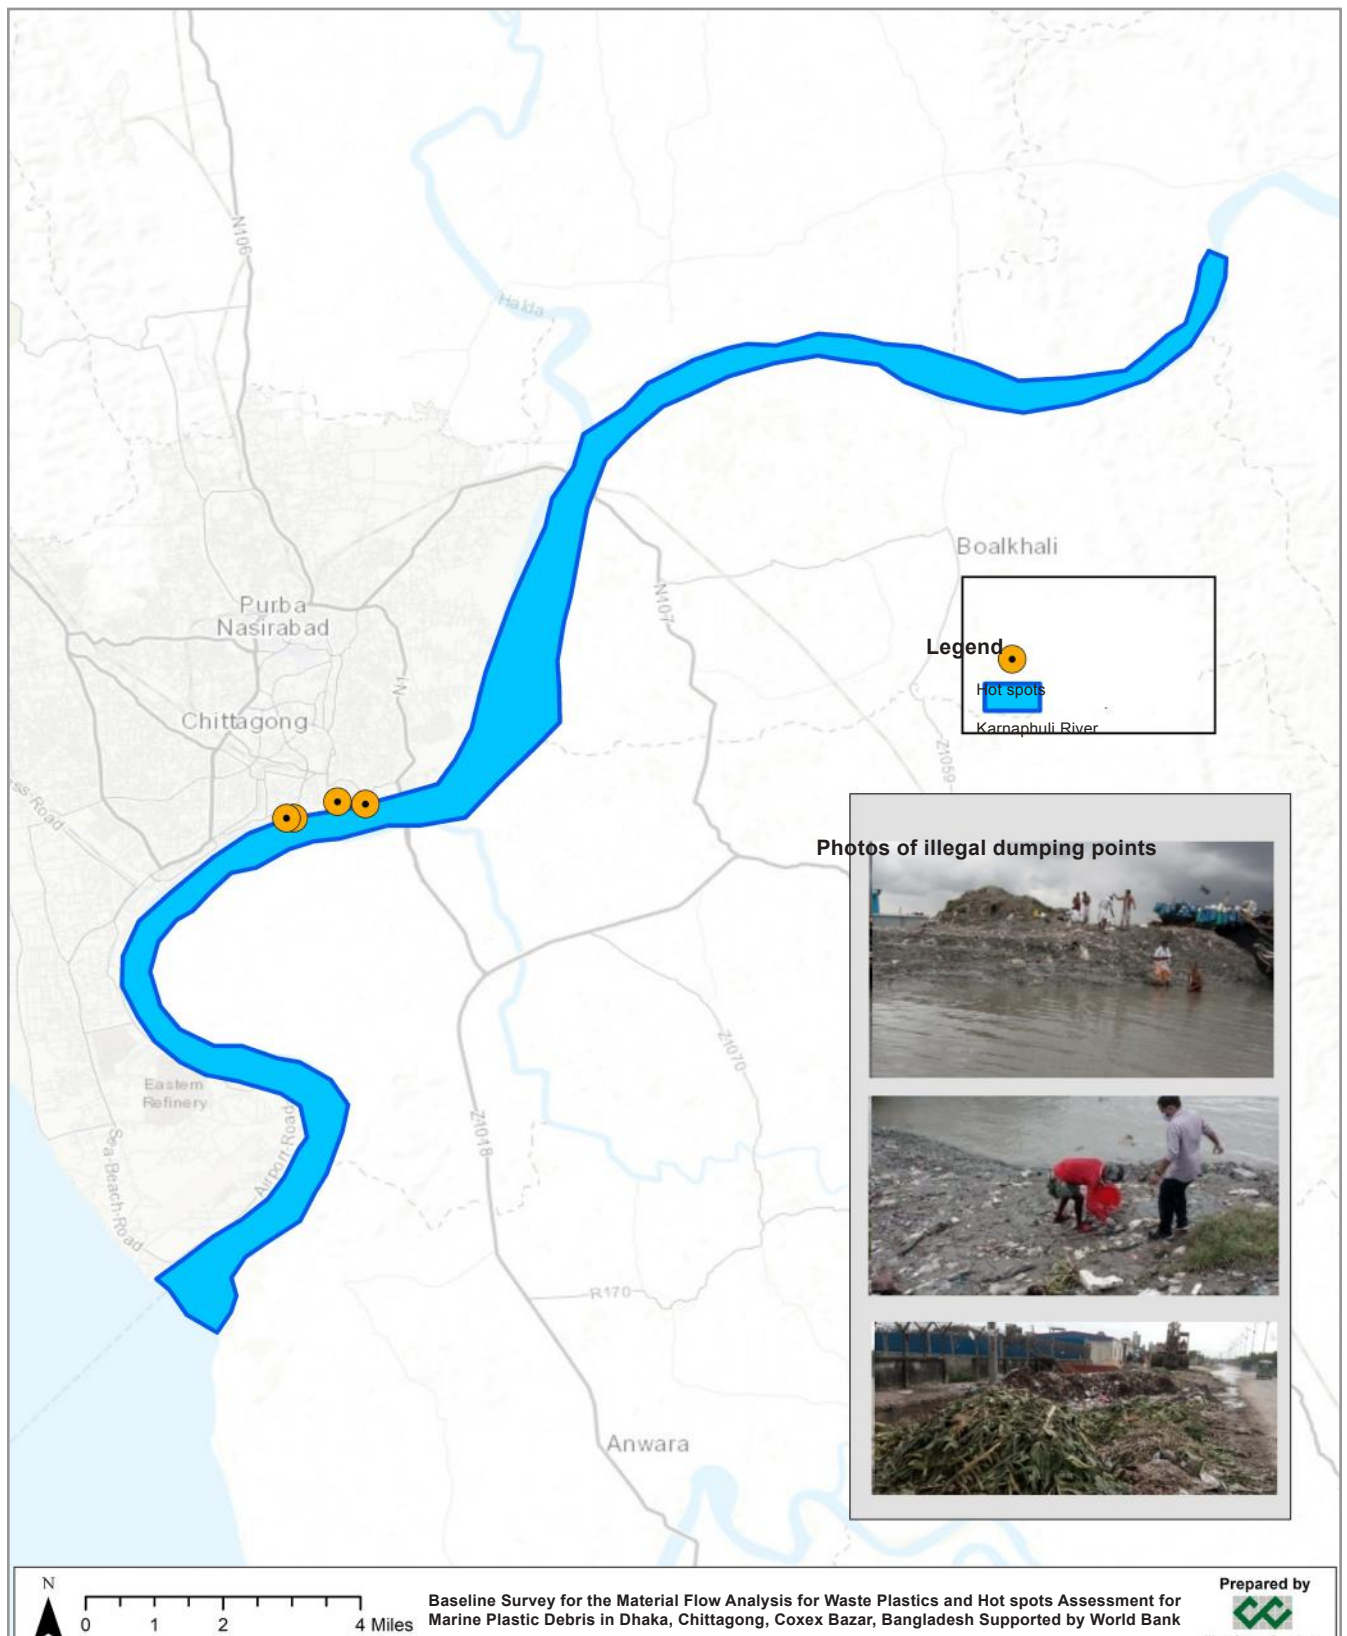 N106
Halda
Boalkhali
Purba
Nasirabad
N107
N1
Legend
Hot spots
Karnaphuli River
Chittagong
Z1059
ss-Road
Photos of illegal dumping points
Z1070
Eastern
Refinery
Z1018
Airport-Road
Sea-Beach-Road
R170
Anwara
N
0 1 2 4 Miles
Baseline Survey for the Material Flow Analysis for Waste Plastics and Hot spots Assessment for
Marine Plastic Debris in Dhaka, Chittagong, Coxex Bazar, Bangladesh Supported by World Bank
Prepared by